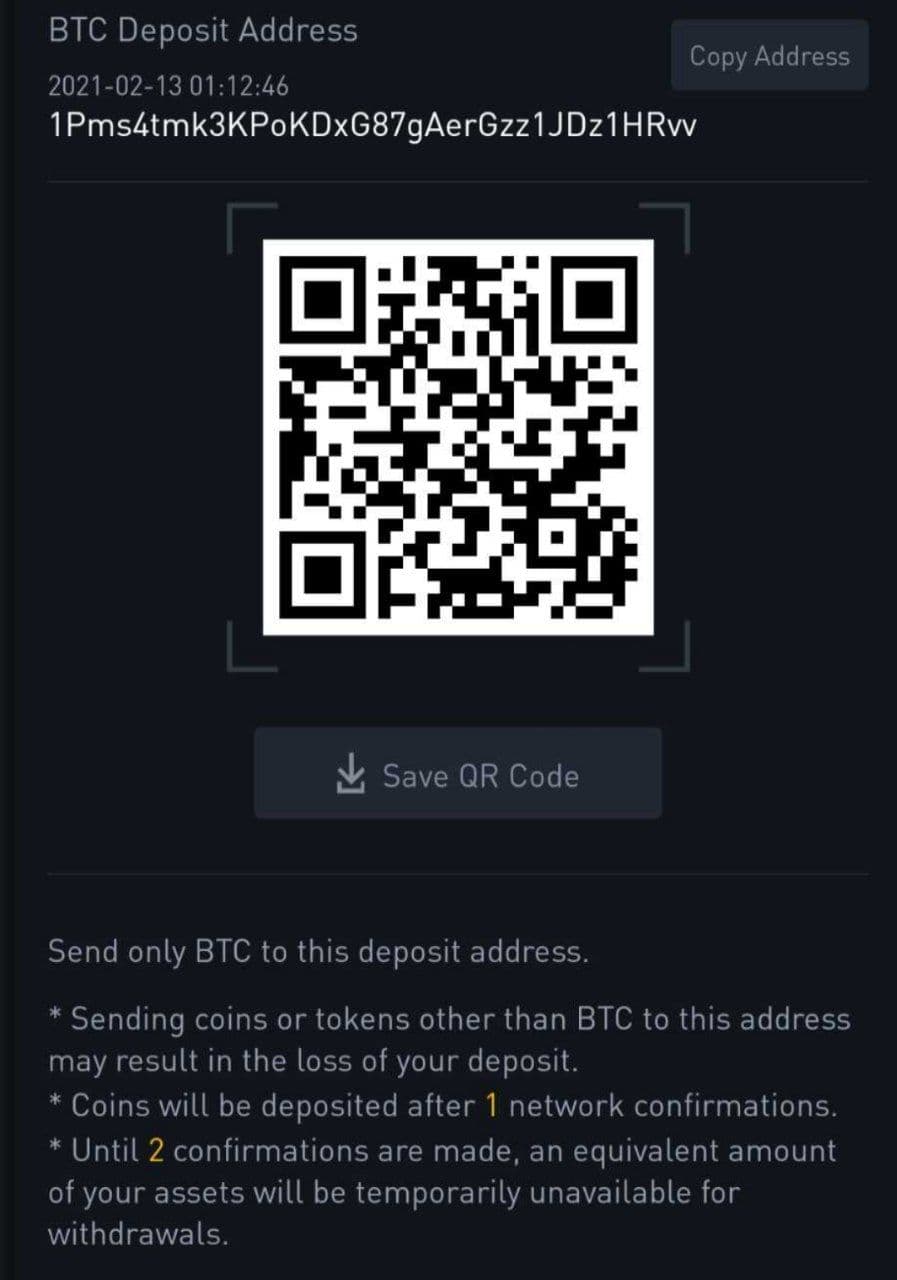 BTC Deposit Address
Copy Address
2021-02-13 01:12:46
1Pms4tmk3KPoKDxG87gAerGzz1JDz1HRvv
Save QR Code
Send only BTC to this deposit address.
* Sending coins or tokens other than BTC to this address
may result in the loss of your deposit.
* Coins will be deposited after 1 network confirmations.
* Until 2 confirmations are made, an equivalent amount
of your assets will be temporarily unavailable for
withdrawals.